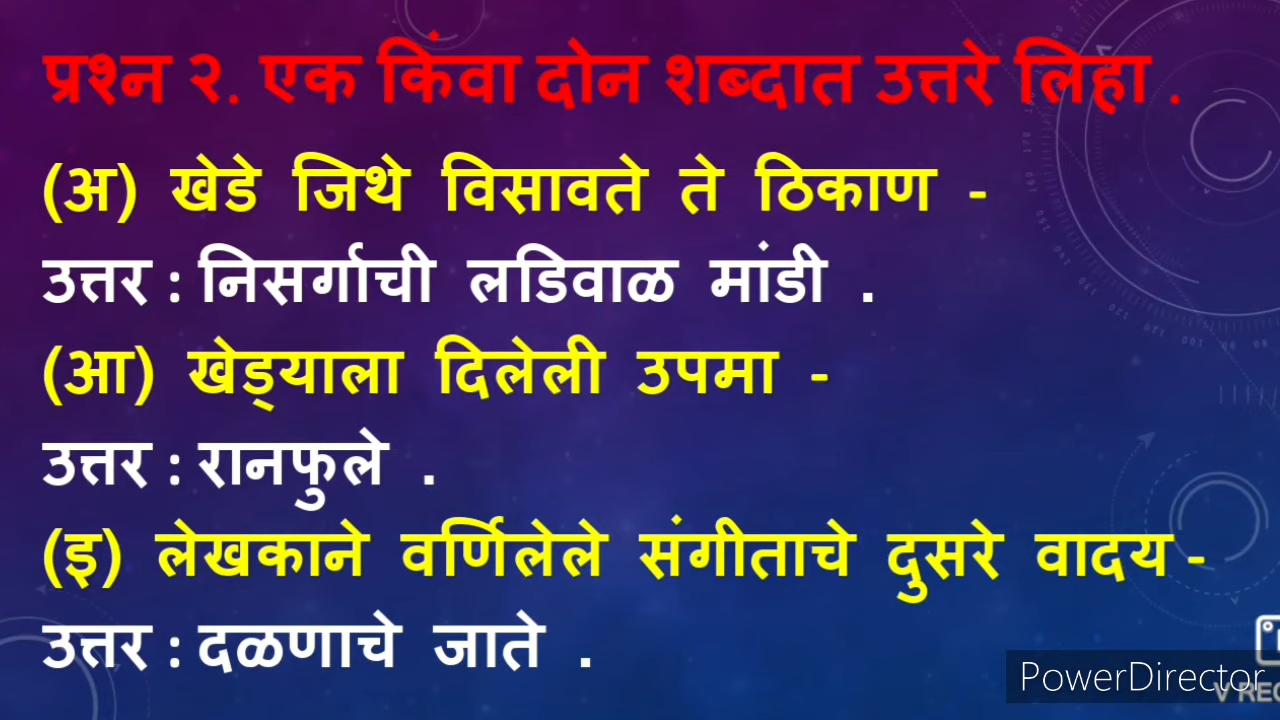 प्रश्न २. एक किंवा दोन शब्दात उत्तरे लिहा .
(अ) खेडे जिथे विसावते ते ठिकाण -
उत्तर : निसर्गाची लडिवाळ मांडी .
(आ) खेड्याला दिलेली उपमा -
उत्तर : रानफुले .
(इ) लेखकाने वर्णिलेले संगीताचे दुसरे वादय -
उत्तर : दळणाचे जाते .
PowerDirector